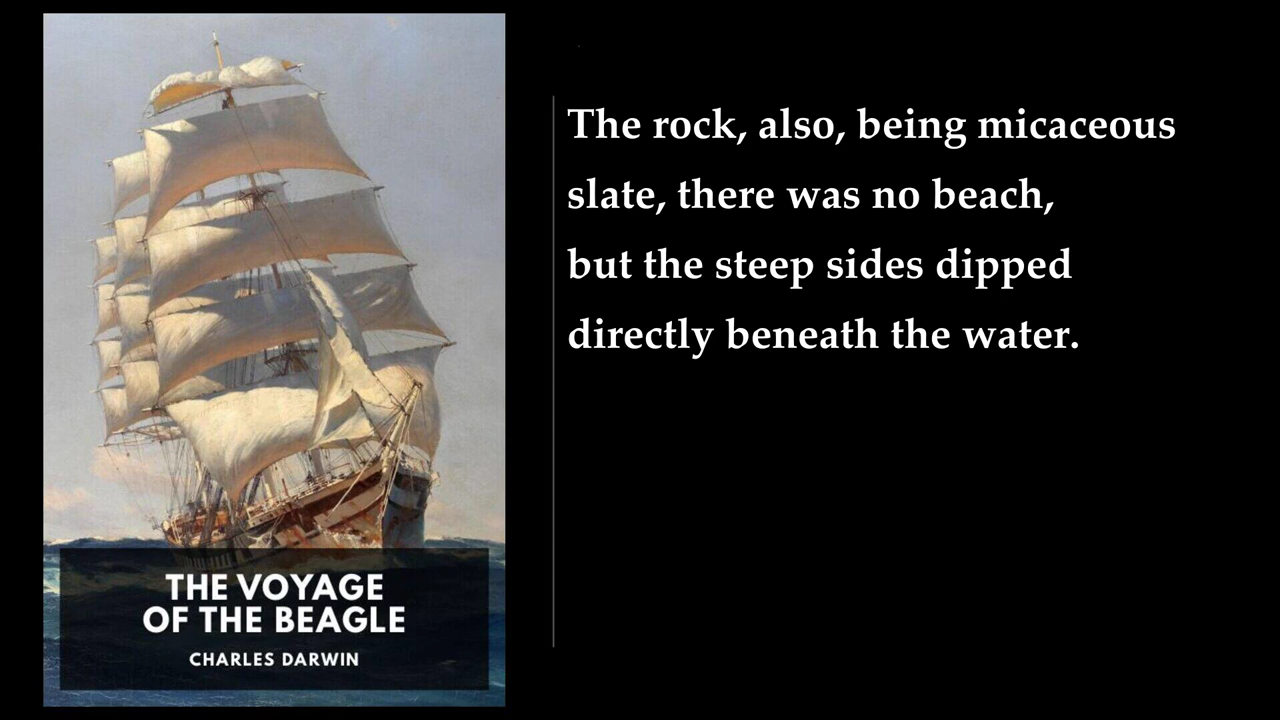 THE VOYAGE
OF THE BEAGLE
CHARLES DARWIN
The rock, also, being micaceous
slate, there was no beach,
but the steep sides dipped
directly beneath the water.